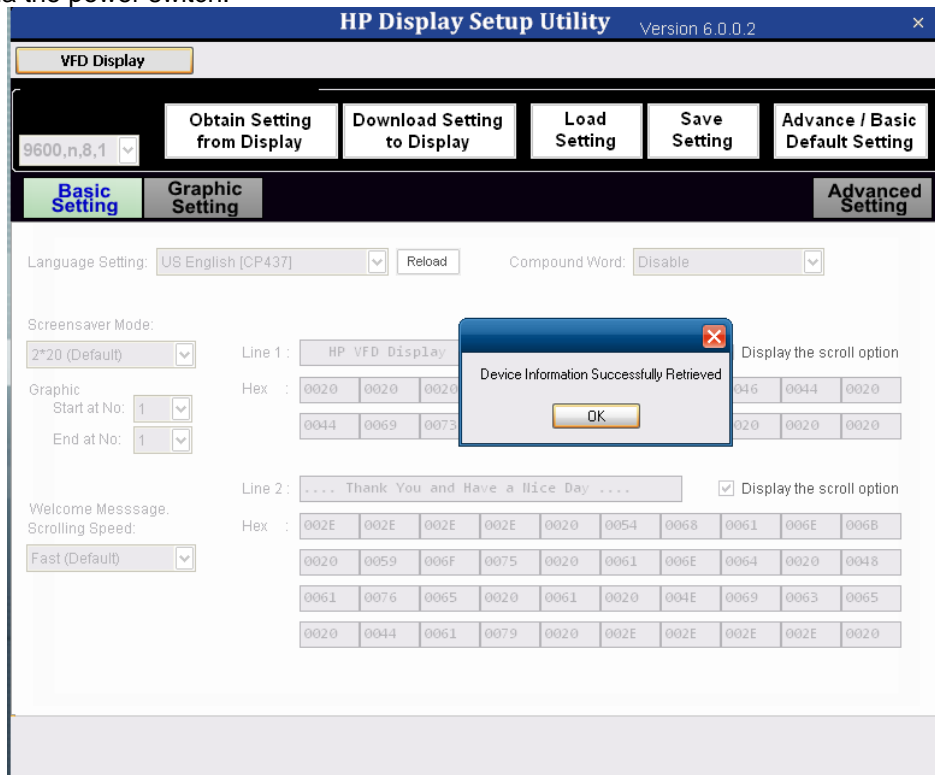 the power switch.
HP Display Setup Utility Version 6.0.0.2 ×
VFD Display
9600,n,8,1
Obtain Setting
from Display
Download Setting
to Display
Load
Setting
Save
Setting
Advance / Basic
Default Setting
Basic
Setting
Graphic
Setting
Advanced
Setting
Language Setting: US English [CP437] Reload Compound Word: Disable
Screensaver Mode:
2*20 (Default)
Line 1 : HP VFD Display
Display the scroll option
Graphic
Start at No: 1
End at No: 1
Hex : 0020 0020 0020 046 0044 0020
0044 0069 0073 020 0020 0020
Device Information Successfully Retrieved
OK
Line 2 : .... Thank You and Have a Nice Day .... Display the scroll option
Welcome Messsage.
Scrolling Speed:
Fast (Default)
Hex : 002E 002E 002E 002E 0020 0054 0068 0061 006E 006B
0020 0059 006F 0075 0020 0061 006E 0064 0020 0048
0061 0076 0065 0020 0061 0020 004E 0069 0063 0065
0020 0044 0061 0079 0020 002E 002E 002E 002E 0020